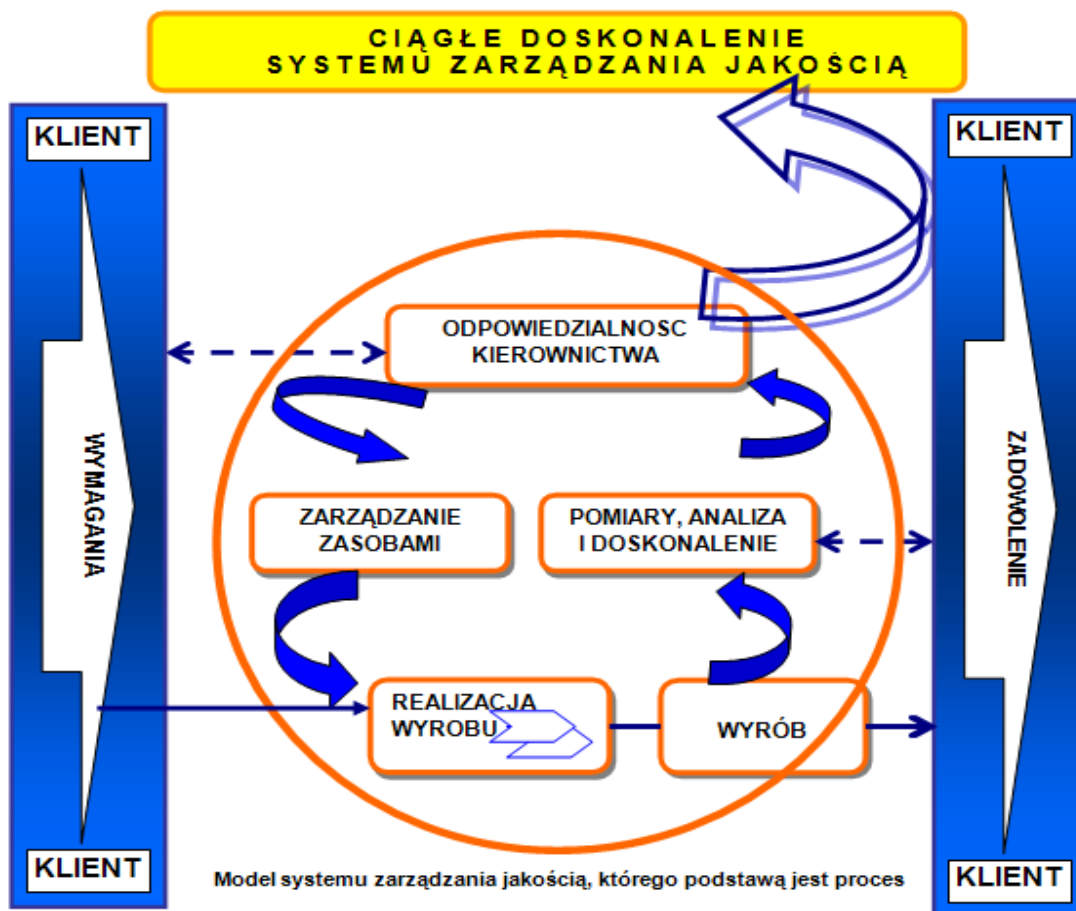 CIĄGŁE DOSKONALENIE
SYSTEMU ZARZĄDZANIA JAKOŚCIĄ
KLIENT
KLIENT
ODPOWIEDZIALNOSC
KIEROWNICTWA
WYMAGANIA
ZADOWOLENIE
ZARZĄDZANIE
ZASOBAMI
POMIARY, ANALIZA
I DOSKONALENIE
REALIZACJA
WYROBU
WYRÓB
KLIENT
KLIENT
Model systemu zarządzania jakością, którego podstawą jest proces